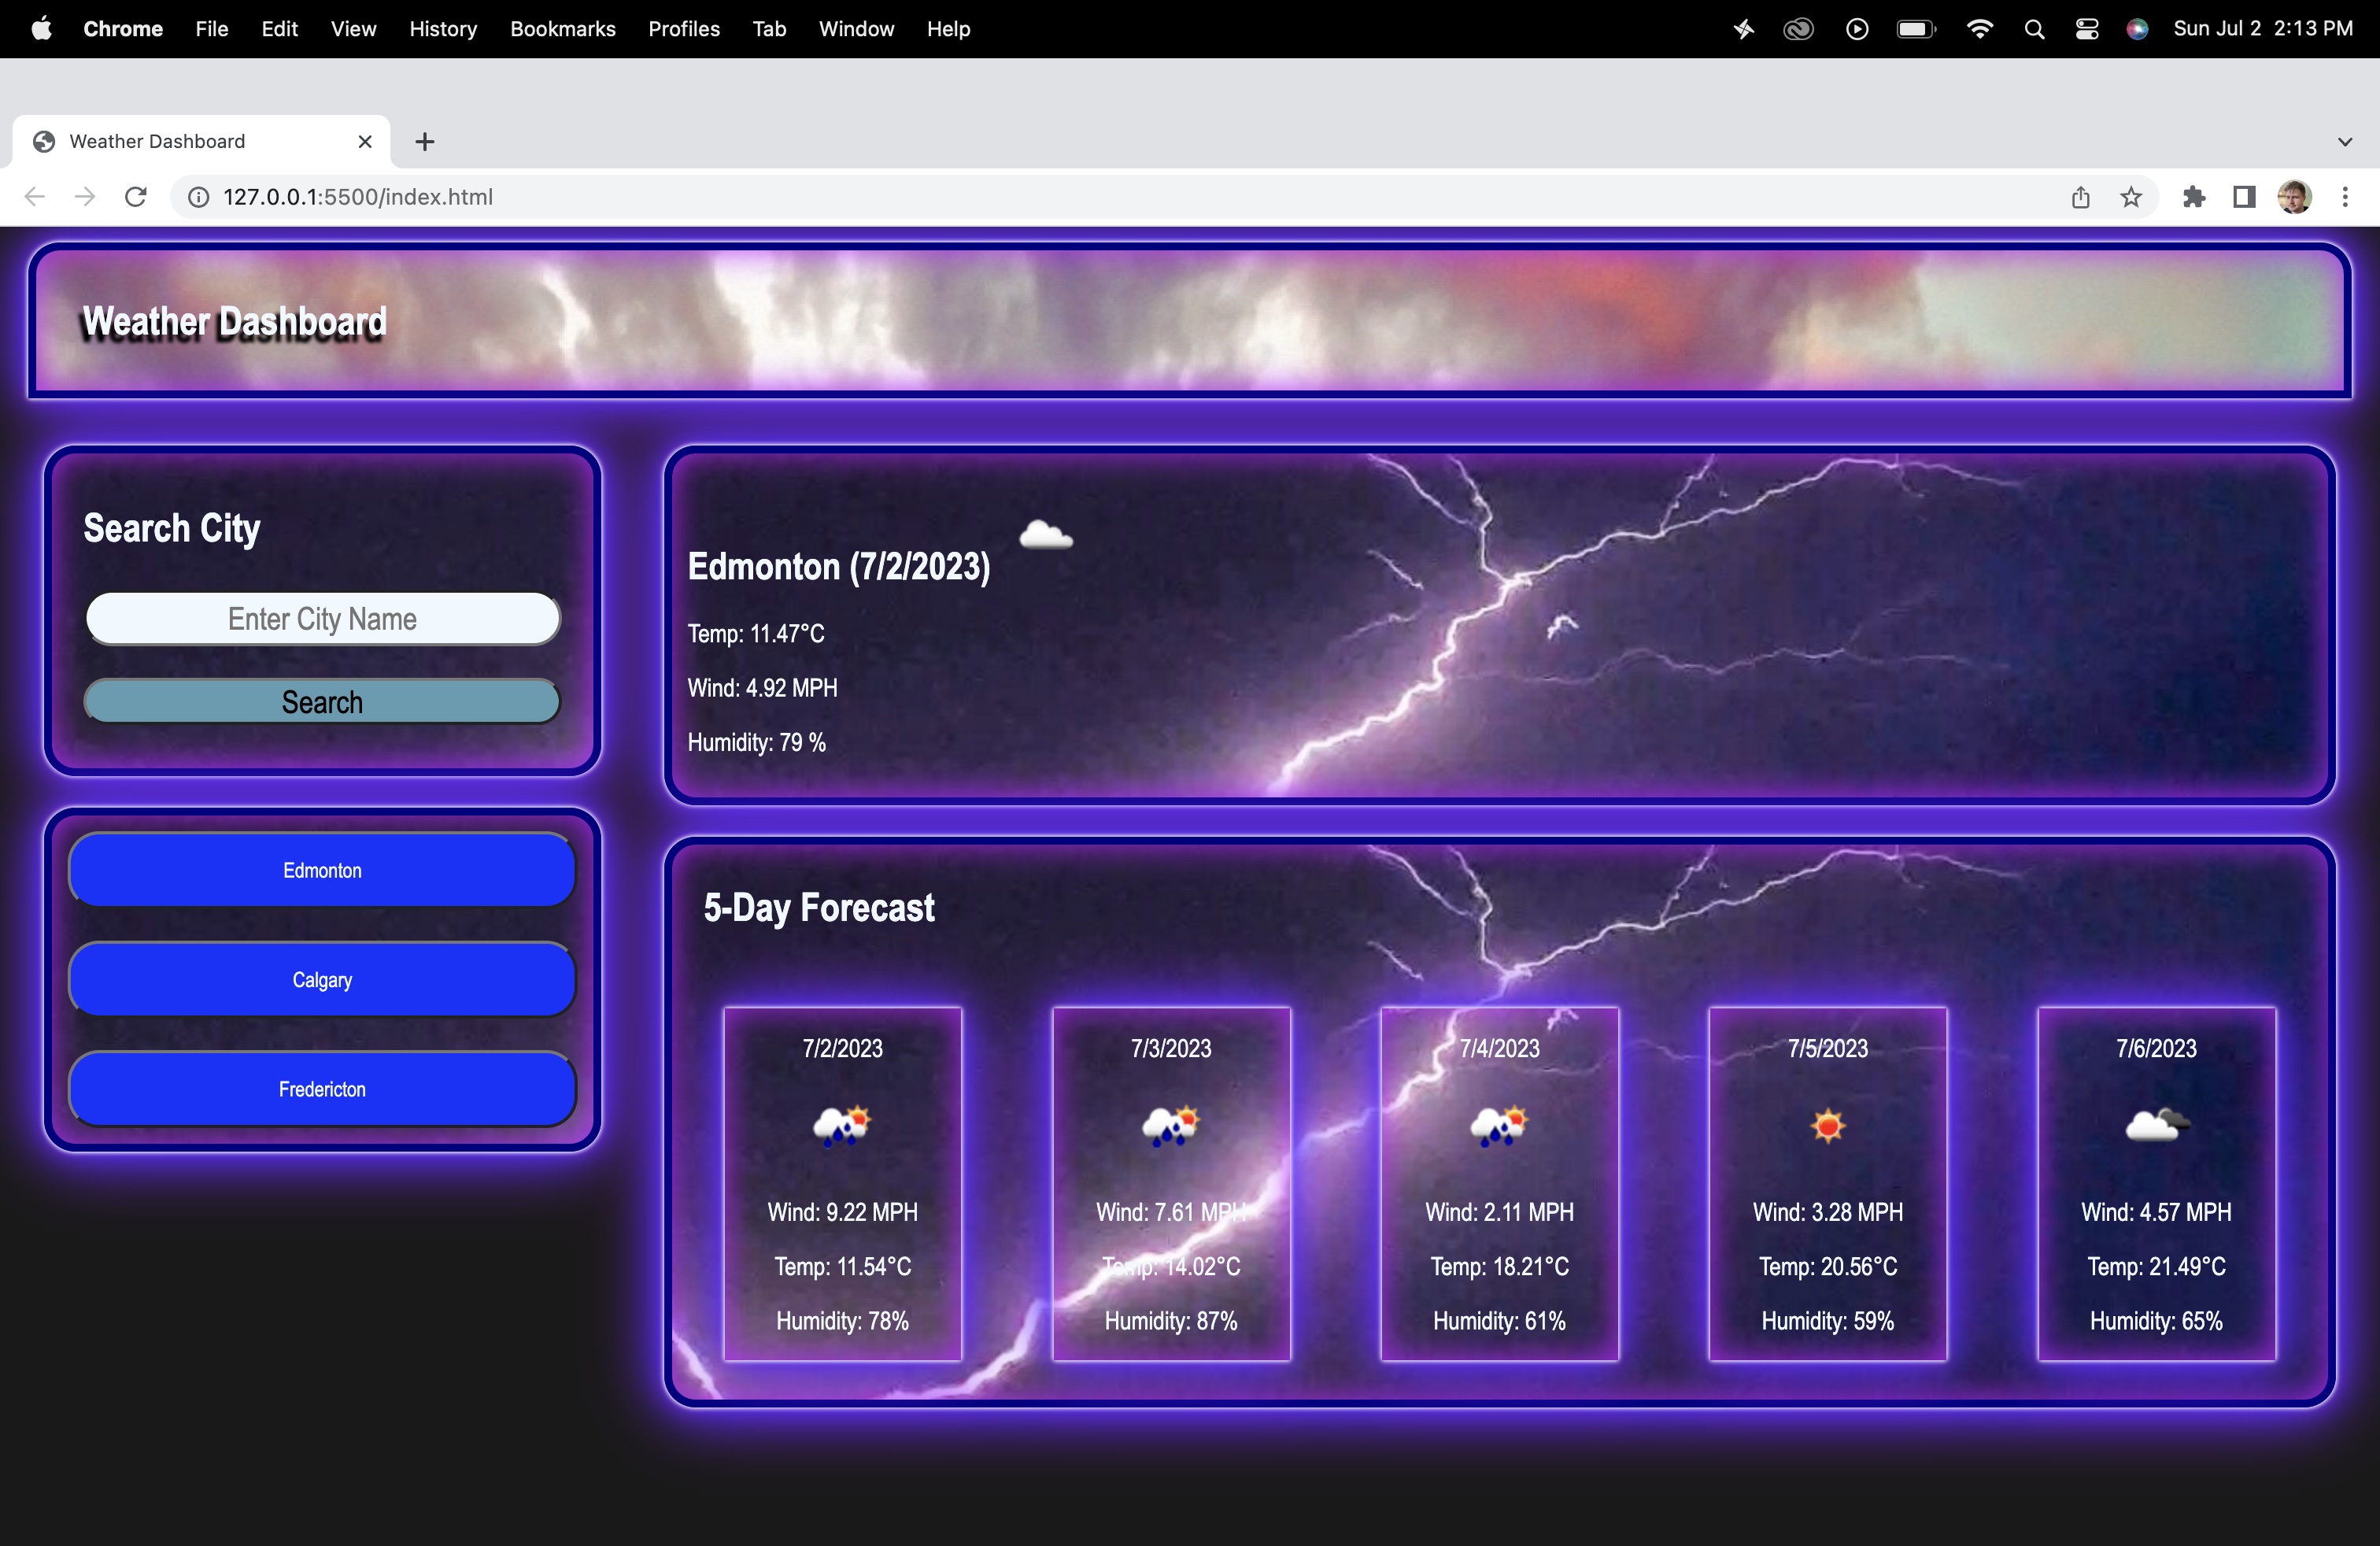 Chrome File Edit View History Bookmarks Profiles Tab Window Help Sun Jul 2 2:13 PM
Weather Dashboard
127.0.0.1:5500/index.html
Weather Dashboard
Search City
Enter City Name
Search
Edmonton
Calgary
Fredericton
Edmonton (7/2/2023)
Temp: 11.47°C
Wind: 4.92 MPH
Humidity: 79 %
5-Day Forecast
7/2/2023
Wind: 9.22 MPH
Temp: 11.54°C
Humidity: 78%
7/3/2023
Wind: 7.61 MPH
Temp: 14.02°C
Humidity: 87%
7/4/2023
Wind: 2.11 MPH
Temp: 18.21°C
Humidity: 61%
7/5/2023
Wind: 3.28 MPH
Temp: 20.56°C
Humidity: 59%
7/6/2023
Wind: 4.57 MPH
Temp: 21.49°C
Humidity: 65%